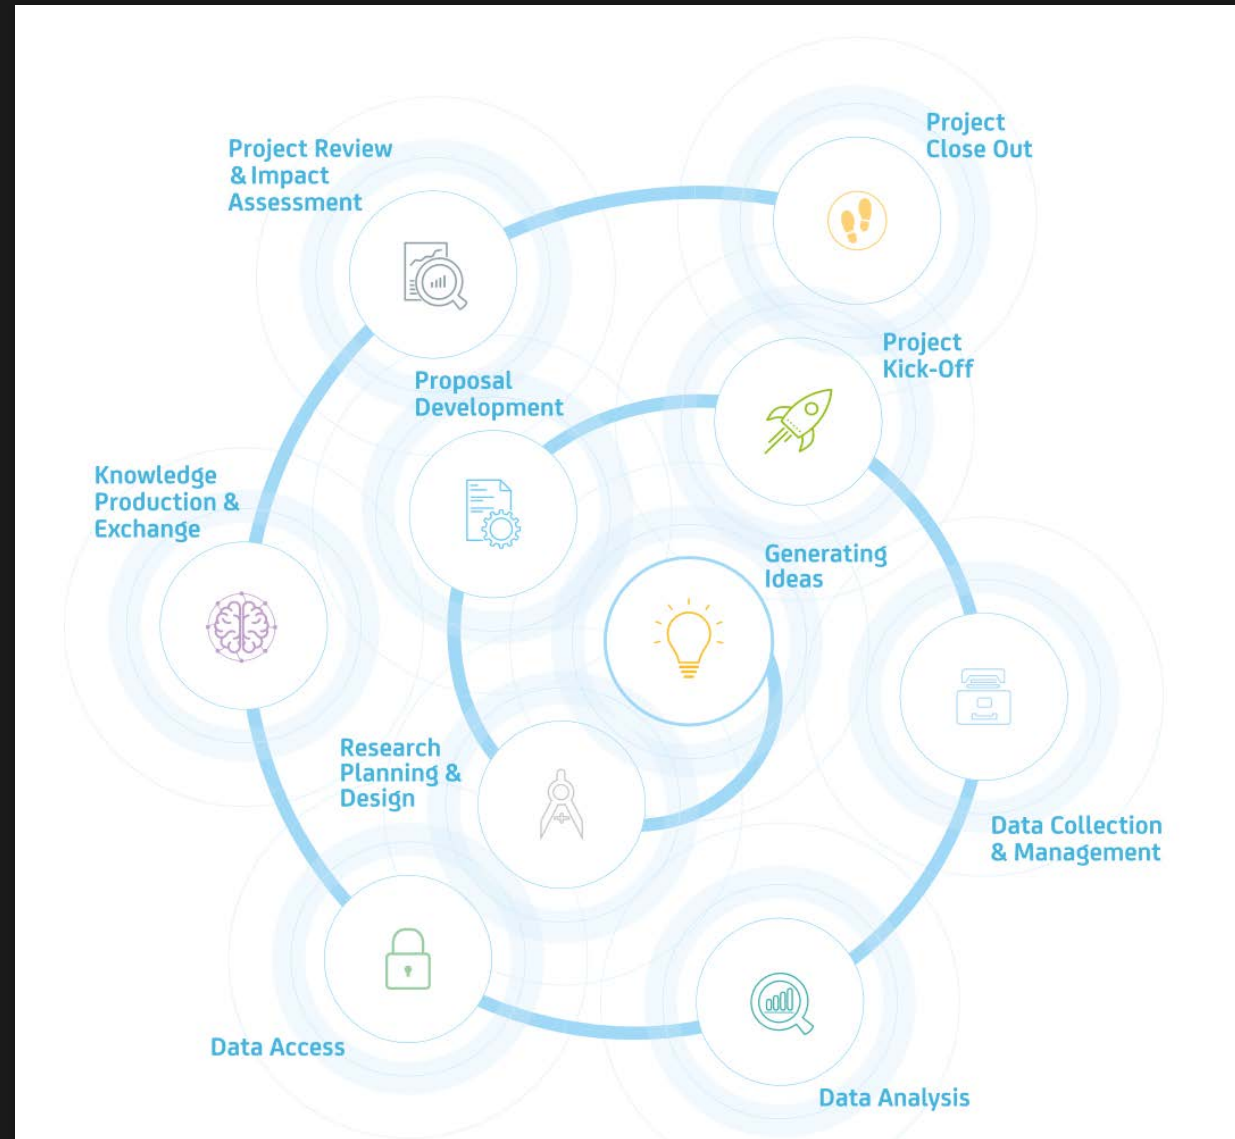 Project
Close Out
Project Review
& Impact
Assessment
Project
Kick-Off
Proposal
Development
Knowledge
Production &
Exchange
Generating
Ideas
Research
Planning &
Design
Data Collection
& Management
Data Access
Data Analysis